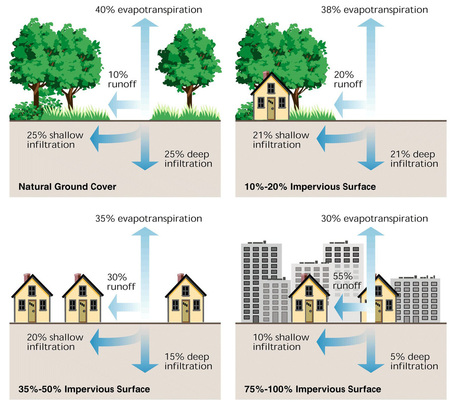 40% evapotranspiration
10%
runoff
25% shallow
infiltration
25% deep
infiltration
Natural Ground Cover
38% evapotranspiration
20%
runoff
21% shallow
infiltration
21% deep
infiltration
10%-20% Impervious Surface
35% evapotranspiration
30%
runoff
20% shallow
infiltration
15% deep
infiltration
35%-50% Impervious Surface
30% evapotranspiration
55%
runoff
10% shallow
infiltration
5% deep
infiltration
75%-100% Impervious Surface